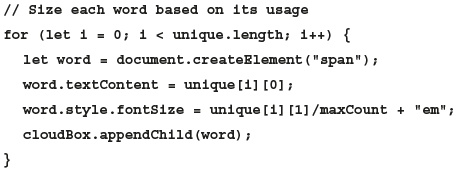 // Size each word based on its usage
for (let i = 0; i < unique.length; i++) {
let word = document.createElement("span");
word.textContent = unique[i][0];
word.style.fontSize = unique[i][1]/maxCount + "em";
cloudBox.appendChild(word);
}